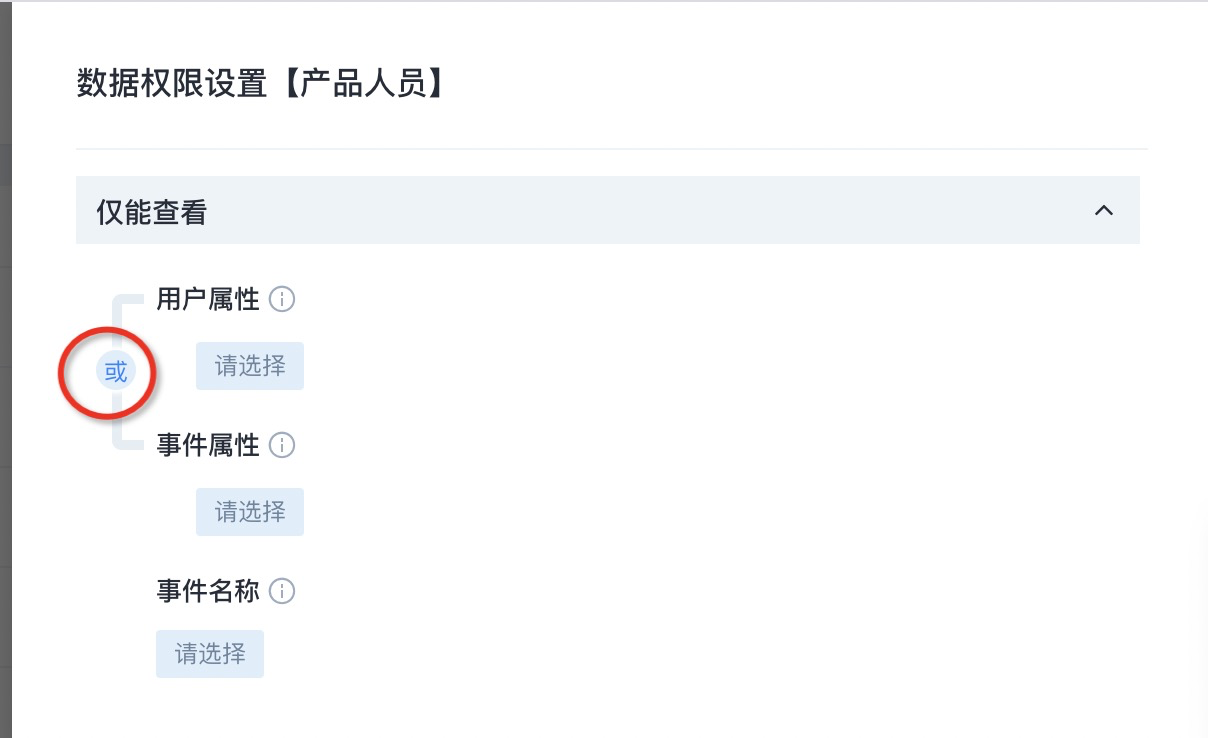 数据权限设置【产品人员】
仅能查看
用户属性
或
请选择
事件属性
请选择
事件名称
请选择